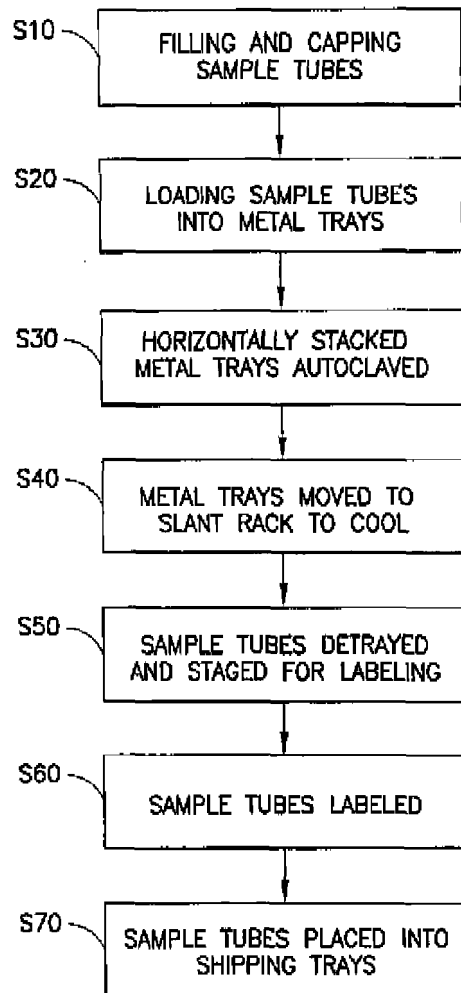 S10
FILLING AND CAPPING
SAMPLE TUBES
S20
LOADING SAMPLE TUBES
INTO METAL TRAYS
S30
HORIZONTALLY STACKED
METAL TRAYS AUTOCLAVED
S40
METAL TRAYS MOVED TO
SLANT RACK TO COOL
S50
SAMPLE TUBES DETRAYED
AND STAGED FOR LABELING
S60
SAMPLE TUBES LABELED
S70
SAMPLE TUBES PLACED INTO
SHIPPING TRAYS